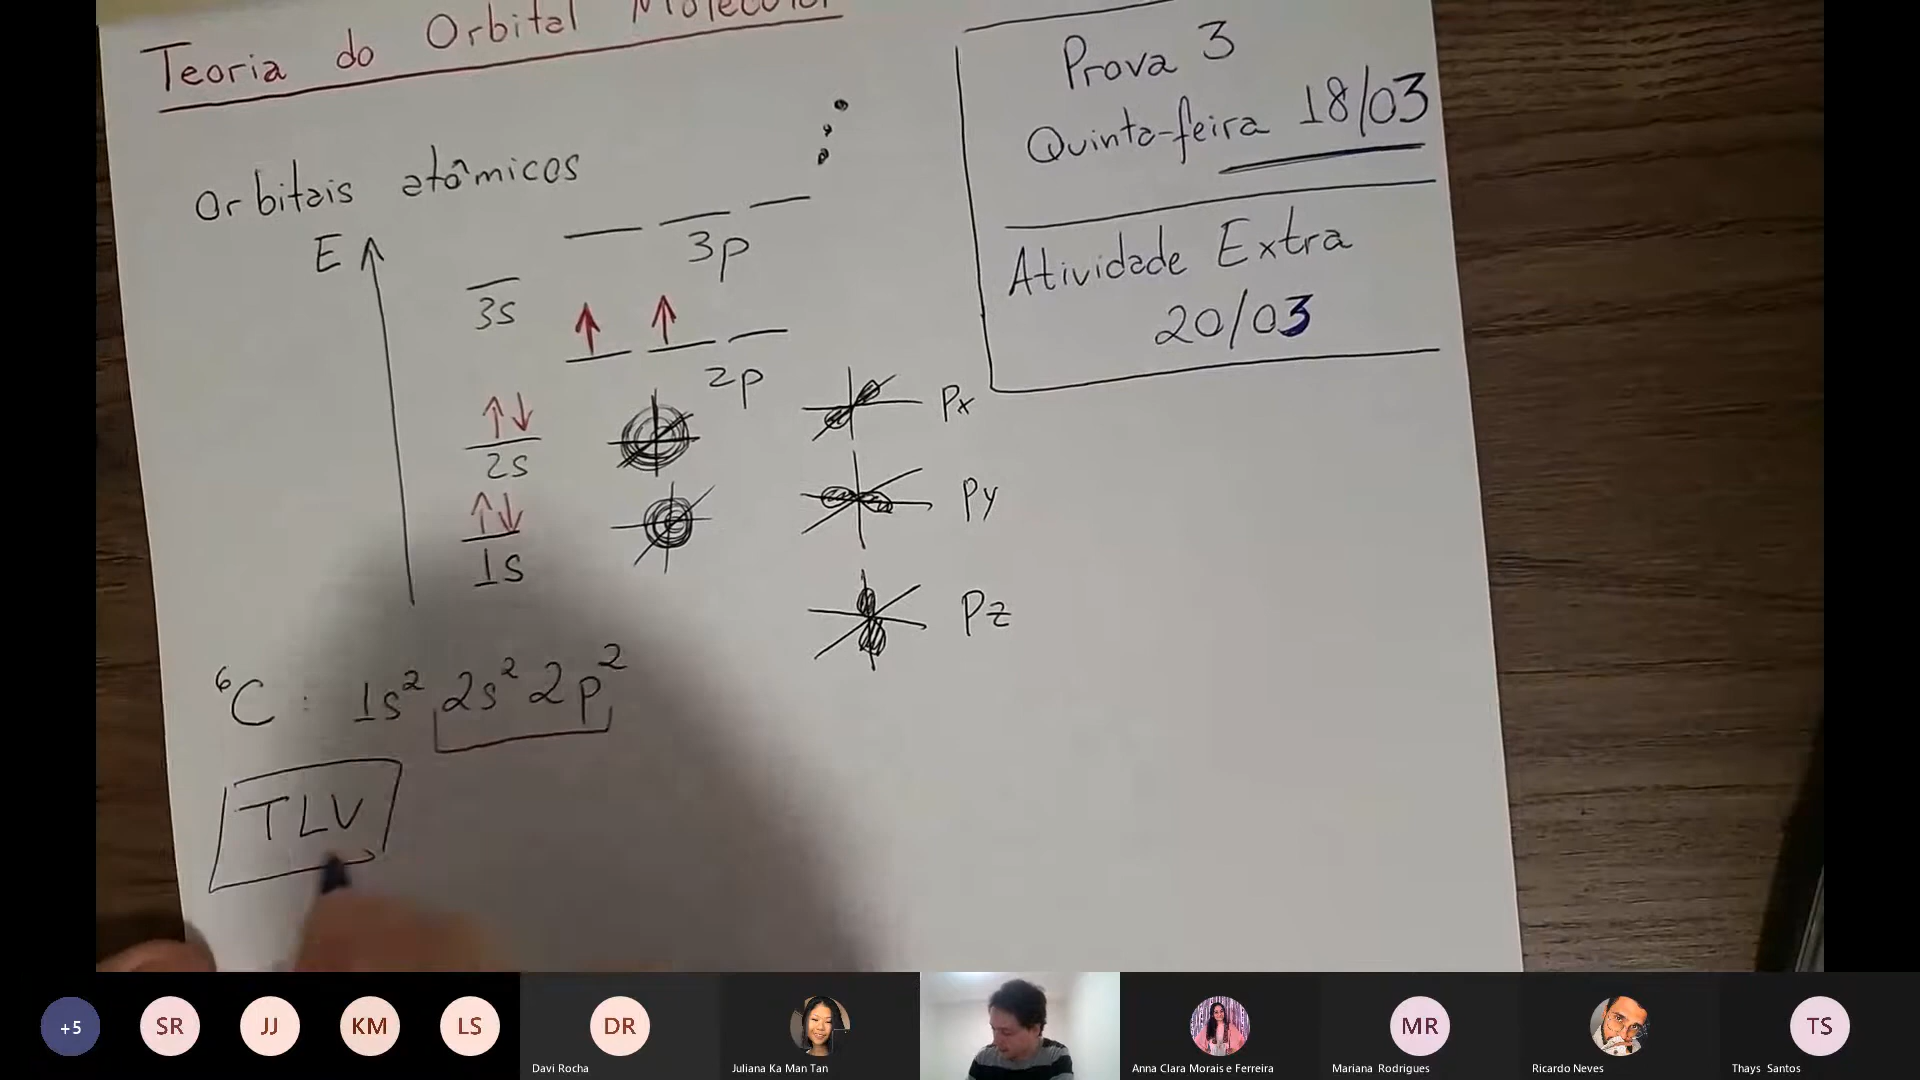 Teoria do Orbital Molecular
Orbitais atômicos
E
3p
3s
2p
2s
1s
Px
Py
Pz
⁶C : 1s² 2s² 2p²
TLV
Prova 3
Quinta-feira 18/03
Atividade Extra
20/03
+5
SR
JJ
KM
LS
DR
Davi Rocha
Juliana Ka Man Tan
Anna Clara Morais e Ferreira
MR
Mariana Rodrigues
Ricardo Neves
TS
Thays Santos